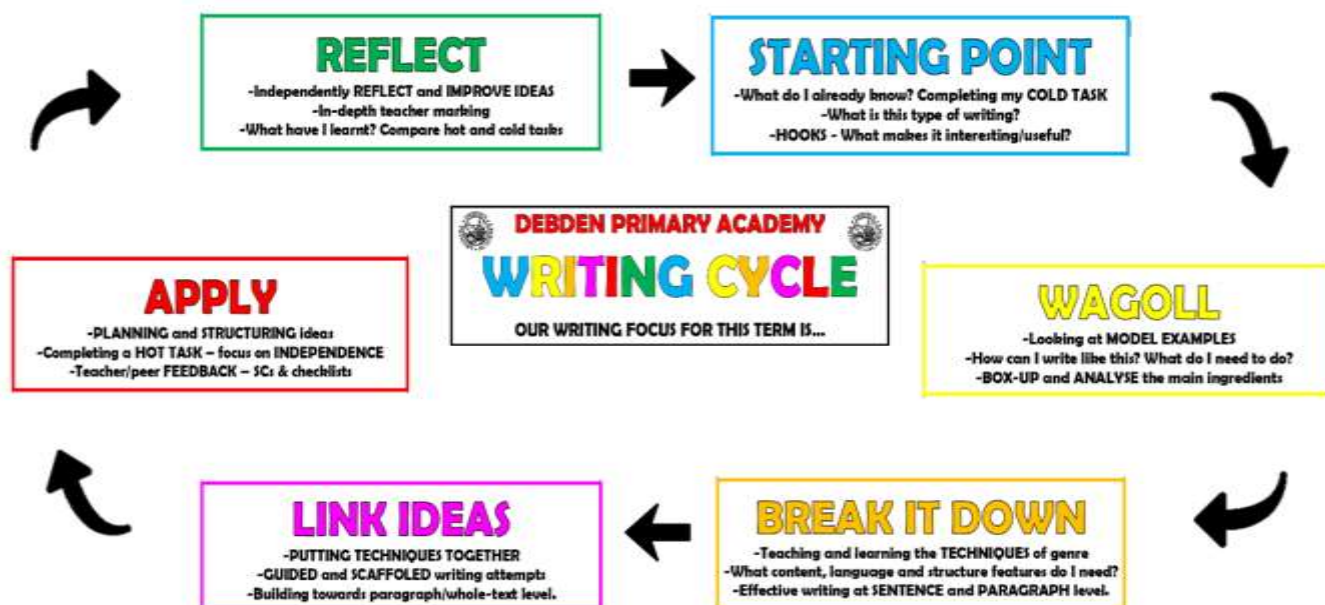 REFLECT
-Independently REFLECT and IMPROVE IDEAS
-In-depth teacher marking
-What have I learnt? Compare hot and cold tasks
STARTING POINT
-What do I already know? Completing my COLD TASK
-What is this type of writing?
-HOOKS - What makes it interesting/useful?
DEBDEN PRIMARY ACADEMY
WRITING CYCLE
OUR WRITING FOCUS FOR THIS TERM IS...
APPLY
-PLANNING and STRUCTURING ideas
-Completing a HOT TASK – focus on INDEPENDENCE
-Teacher/peer FEEDBACK – SCs & checklists
WAGOLL
-Looking at MODEL EXAMPLES
-How can I write like this? What do I need to do?
-BOX-UP and ANALYSE the main ingredients
LINK IDEAS
-PUTTING TECHNIQUES TOGETHER
-GUIDED and SCAFFOLED writing attempts
-Building towards paragraph/whole-text level.
BREAK IT DOWN
-Teaching and learning the TECHNIQUES of genre
-What content, language and structure features do I need?
-Effective writing at SENTENCE and PARAGRAPH level.